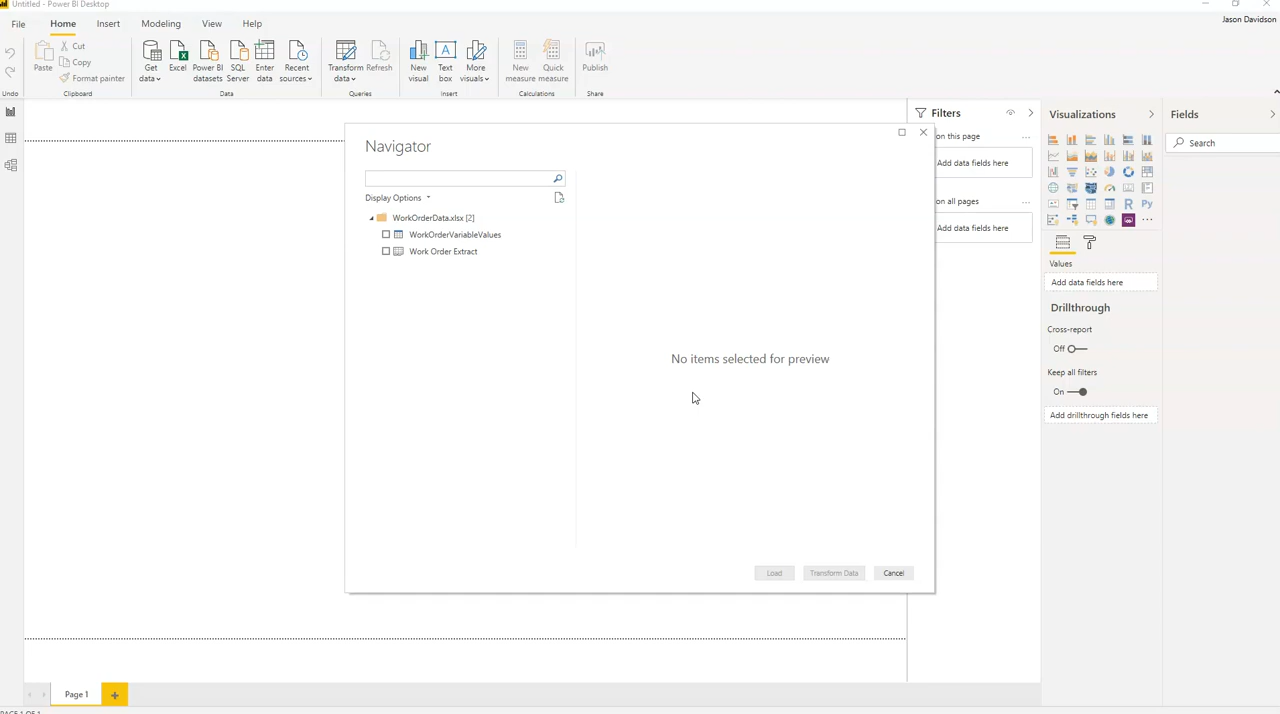 Untitled - Power BI Desktop
Jason Davidson
File Home Insert Modeling View Help
Paste
Cut
Copy
Format painter
Get data
Excel
Power BI datasets
SQL Server
Enter data
Recent sources
Transform data
Refresh
New visual
Text box
More visuals
New measure
Quick measure
Publish
Undo
Clipboard
Data
Queries
Insert
Calculations
Share
Navigator
Display Options
WorkOrderData.xlsx [2]
WorkOrderVariableValues
Work Order Extract
No items selected for preview
Load
Transform Data
Cancel
Filters
on this page
...
Add data fields here
on all pages
...
Add data fields here
Visualizations
R
Py
Values
Add data fields here
Drillthrough
Cross-report
Off
Keep all filters
On
Add drillthrough fields here
Fields
Search
Page 1
PAGE 1 OF 1